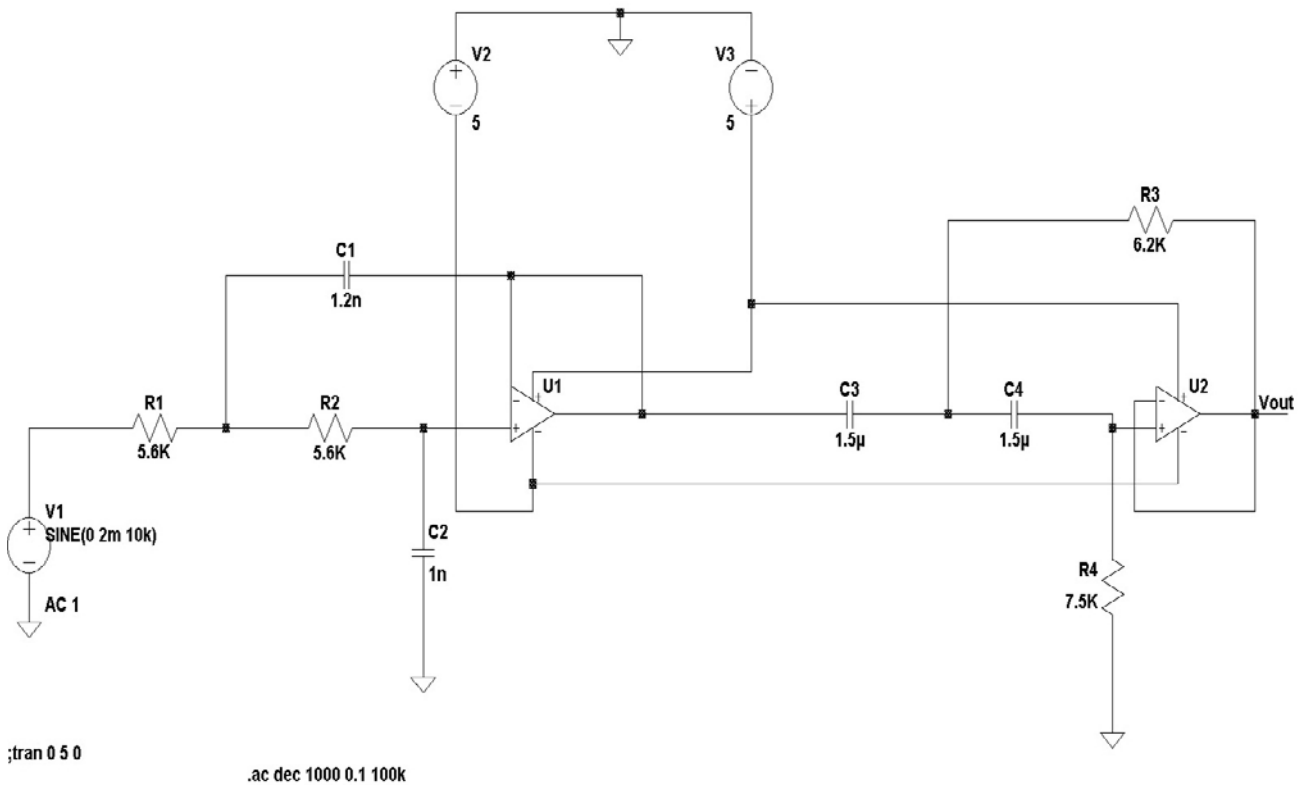 V2
+
−
5
V3
−
+
5
R3
6.2K
C1
1.2n
R1
5.6K
R2
5.6K
U1
−
+
+
−
C3
1.5µ
C4
1.5µ
U2
−
+
+
−
Vout
V1
+
−
SINE(0 2m 10k)
AC 1
C2
1n
R4
7.5K
;tran 0 5 0
.ac dec 1000 0.1 100k